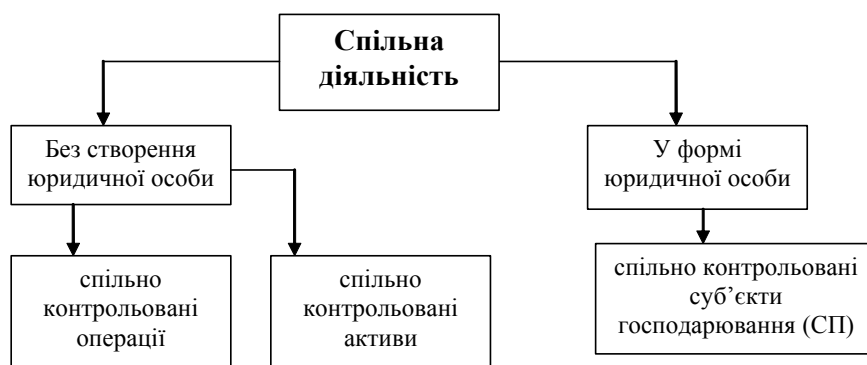 Спільна
діяльність
Без створення
юридичної особи
У формі
юридичної особи
спільно
контрольовані
операції
спільно
контрольовані
активи
спільно контрольовані
суб’єкти
господарювання (СП)